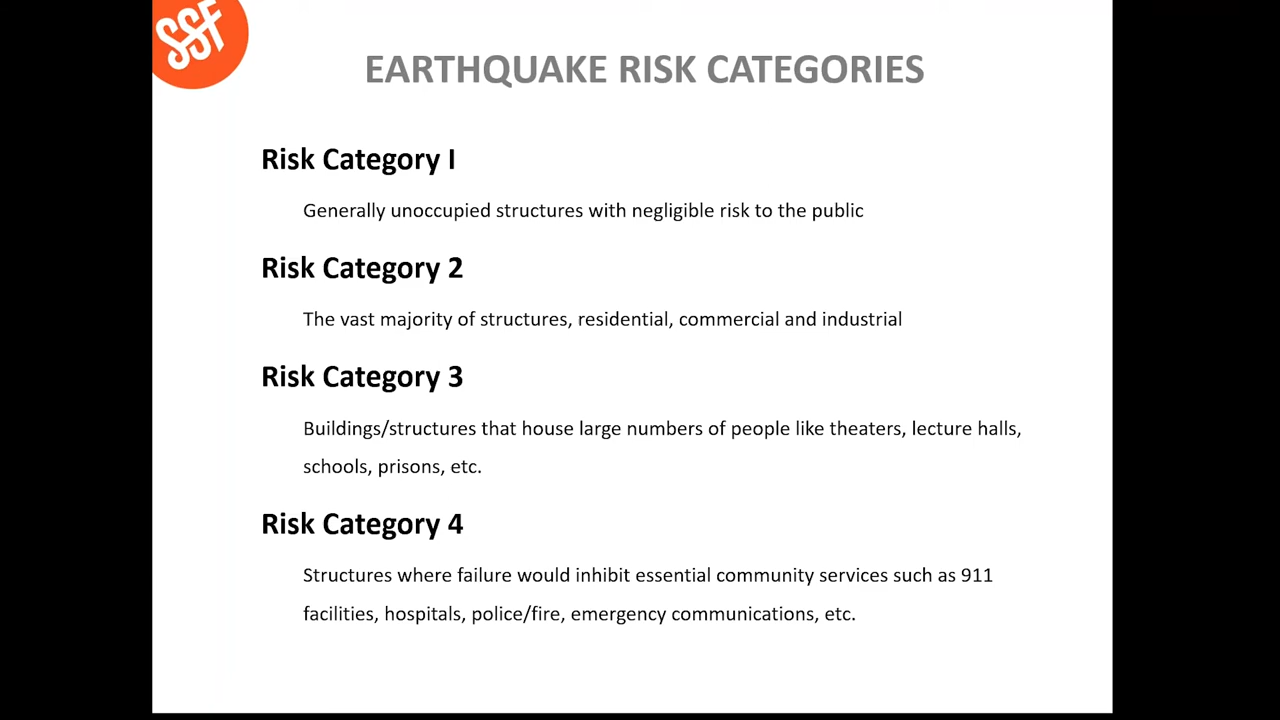 SSF
EARTHQUAKE RISK CATEGORIES
Risk Category I
Generally unoccupied structures with negligible risk to the public
Risk Category 2
The vast majority of structures, residential, commercial and industrial
Risk Category 3
Buildings/structures that house large numbers of people like theaters, lecture halls,
schools, prisons, etc.
Risk Category 4
Structures where failure would inhibit essential community services such as 911
facilities, hospitals, police/fire, emergency communications, etc.